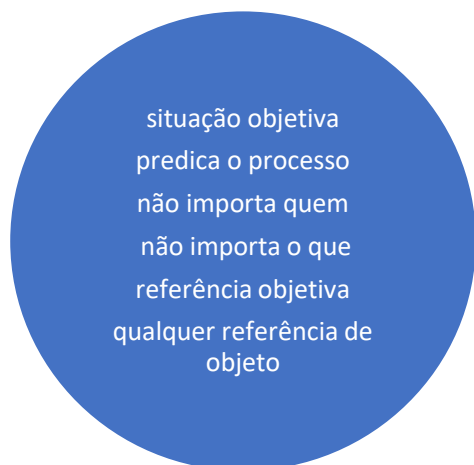 situação objetiva
predica o processo
não importa quem
não importa o que
referência objetiva
qualquer referência de
objeto